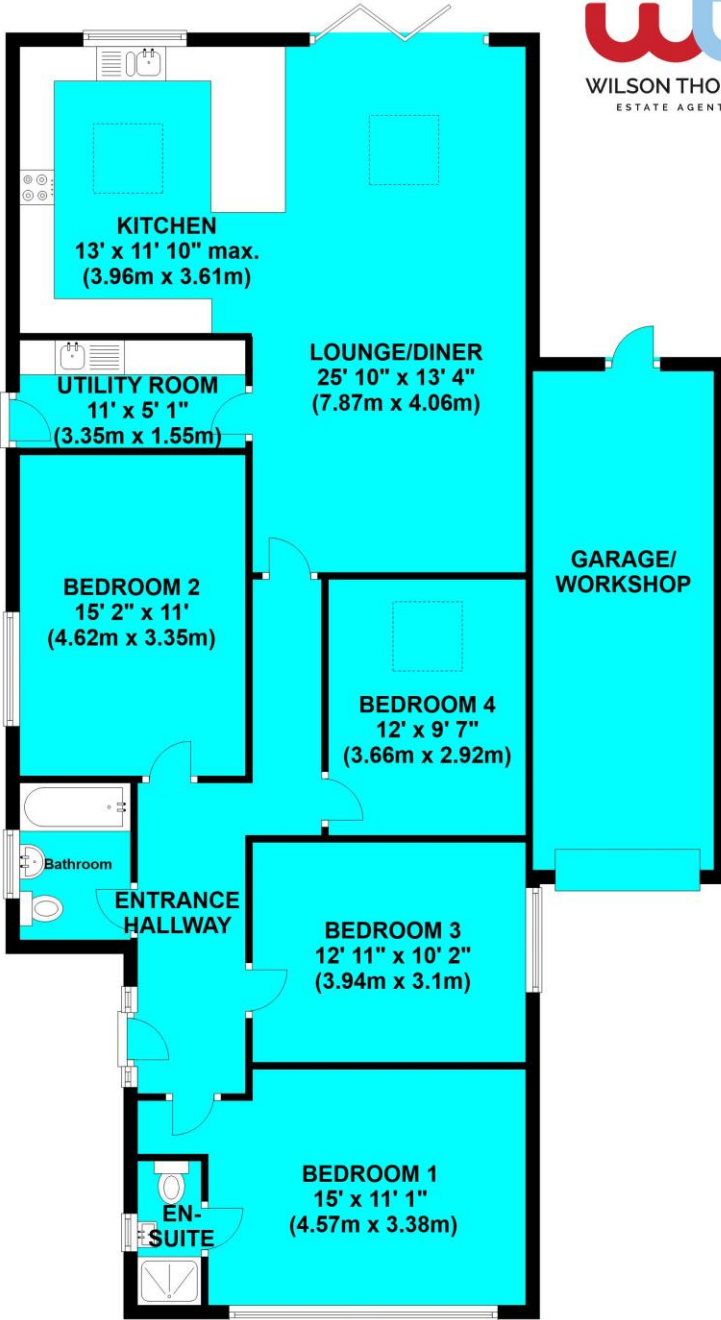 WILSON THO
ESTATE AGENT
KITCHEN
13' x 11' 10" max.
(3.96m x 3.61m)
LOUNGE/DINER
25' 10" x 13' 4"
(7.87m x 4.06m)
UTILITY ROOM
11' x 5' 1"
(3.35m x 1.55m)
GARAGE/
WORKSHOP
BEDROOM 2
15' 2" x 11'
(4.62m x 3.35m)
BEDROOM 4
12' x 9' 7"
(3.66m x 2.92m)
Bathroom
ENTRANCE
HALLWAY
BEDROOM 3
12' 11" x 10' 2"
(3.94m x 3.1m)
BEDROOM 1
15' x 11' 1"
(4.57m x 3.38m)
EN-
SUITE